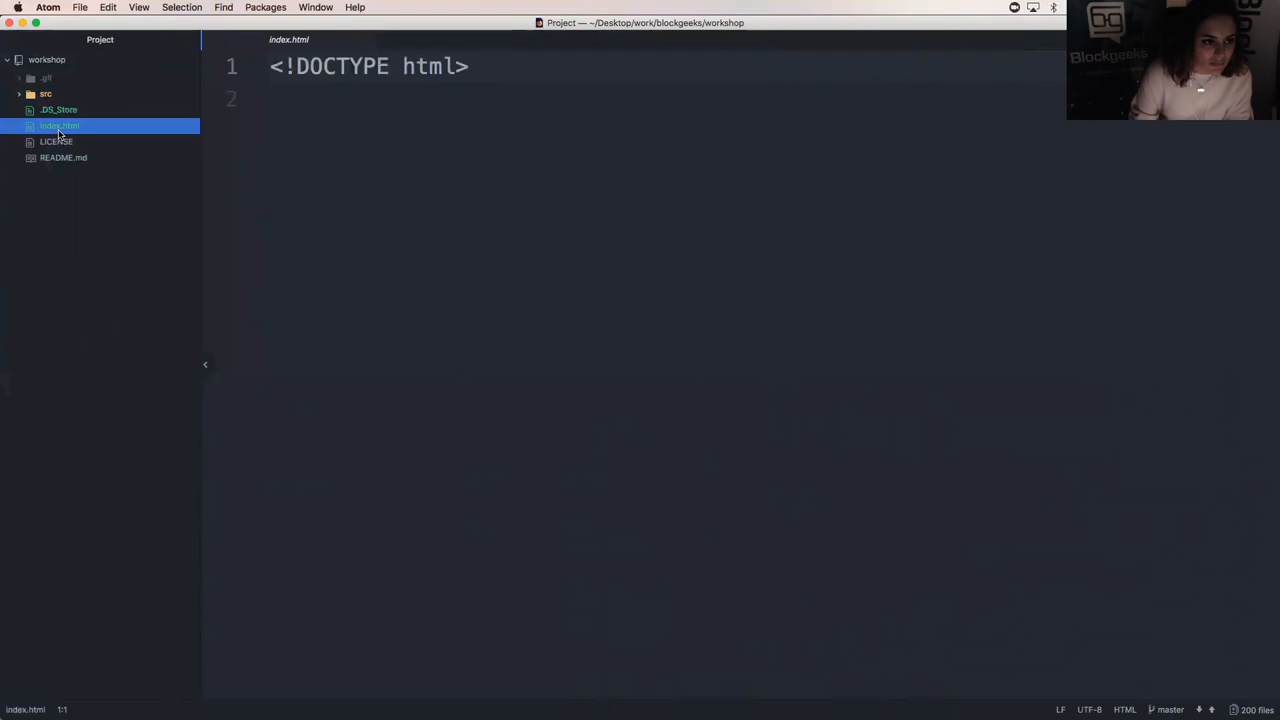 Atom File Edit View Selection Find Packages Window Help
Project — ~/Desktop/work/blockgeeks/workshop
Project
index.html
workshop
.git
src
.DS_Store
index.html
LICENSE
README.md
1 <!DOCTYPE html>
2
Blockgeeks
Block
index.html 1:1
LF UTF-8 HTML master 200 files